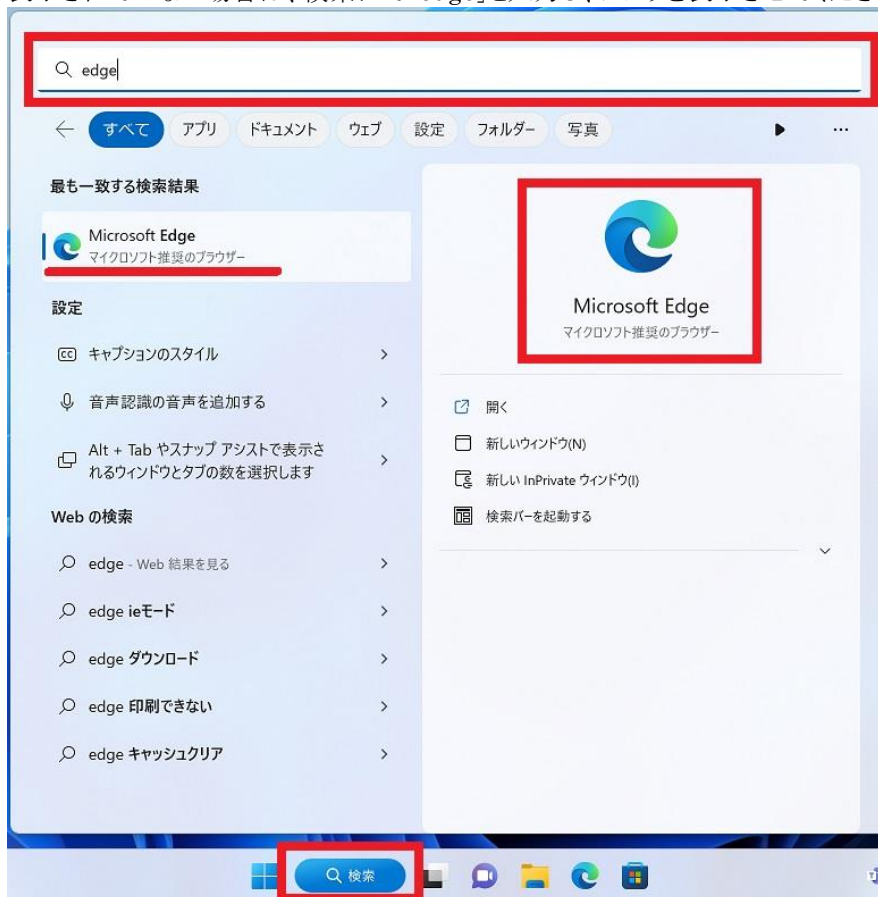 edge
すべて アプリ ドキュメント ウェブ 設定 フォルダー 写真 ...
最も一致する検索結果
Microsoft Edge
マイクロソフト推奨のブラウザー
設定
キャプションのスタイル
音声認識の音声を追加する
Alt + Tab やスナップ アシストで表示さ
れるウィンドウとタブの数を選択します
Web の検索
edge - Web 結果を見る
edge ieモード
edge ダウンロード
edge 印刷できない
edge キャッシュクリア
Microsoft Edge
マイクロソフト推奨のブラウザー
開く
新しいウィンドウ(N)
新しい InPrivate ウィンドウ(I)
検索バーを起動する
検索